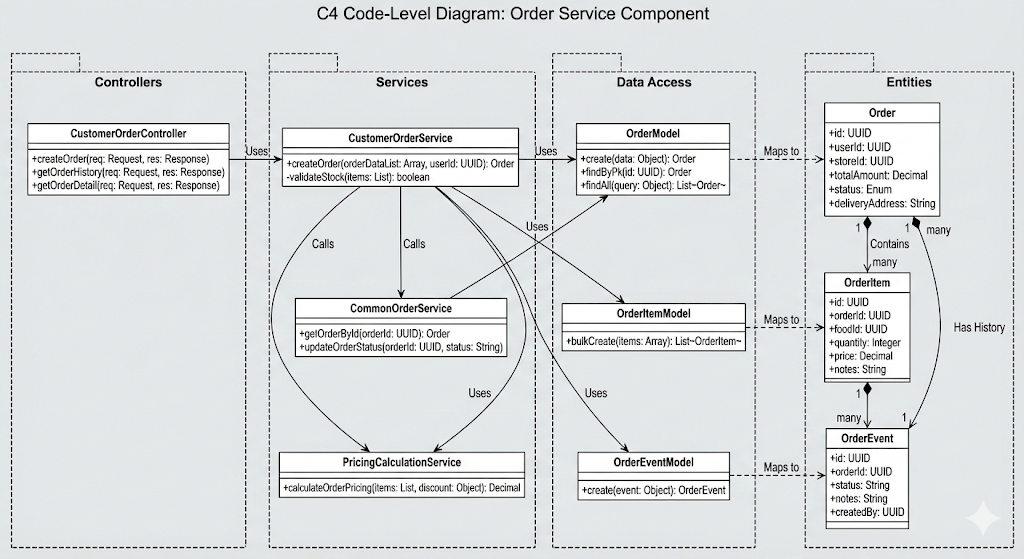 C4 Code-Level Diagram: Order Service Component
Controllers
CustomerOrderController
+createOrder(req: Request, res: Response)
+getOrderHistory(req: Request, res: Response)
+getOrderDetail(req: Request, res: Response)
Uses
Services
CustomerOrderService
+createOrder(orderDataList: Array, userId: UUID): Order
-validateStock(items: List): boolean
Uses
Calls
Calls
Uses
CommonOrderService
+getOrderById(orderId: UUID): Order
+updateOrderStatus(orderId: UUID, status: String)
Uses
Uses
PricingCalculationService
+calculateOrderPricing(items: List, discount: Object): Decimal
Data Access
OrderModel
+create(data: Object): Order
+findByPk(id: UUID): Order
+findAll(query: Object): List~Order~
Maps to
OrderItemModel
+bulkCreate(items: Array): List~OrderItem~
Maps to
OrderEventModel
+create(event: Object): OrderEvent
Maps to
Entities
Order
+id: UUID
+userId: UUID
+storeId: UUID
+totalAmount: Decimal
+status: Enum
+deliveryAddress: String
1
1
many
Contains
many
OrderItem
+id: UUID
+orderId: UUID
+foodId: UUID
+quantity: Integer
+price: Decimal
+notes: String
Has History
1
many
1
OrderEvent
+id: UUID
+orderId: UUID
+status: String
+notes: String
+createdBy: UUID